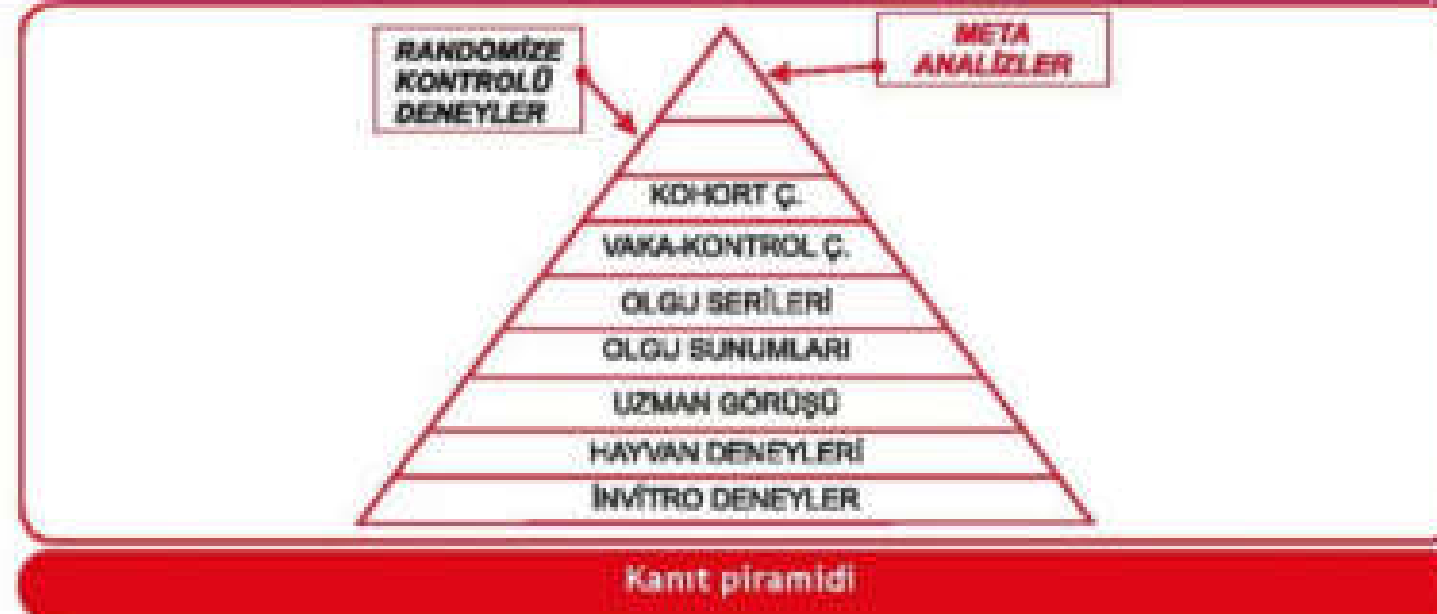 RANDOMİZE
KONTROLÜ
DENEYLER
META
ANALİZLER
KOHORT Ç.
VAKA-KONTROL Ç.
OLGU SERİLERİ
OLGU SUNUMLARI
UZMAN GÖRÜŞÜ
HAYVAN DENEYLERİ
İNVİTRO DENEYLER
Kanıt piramidi